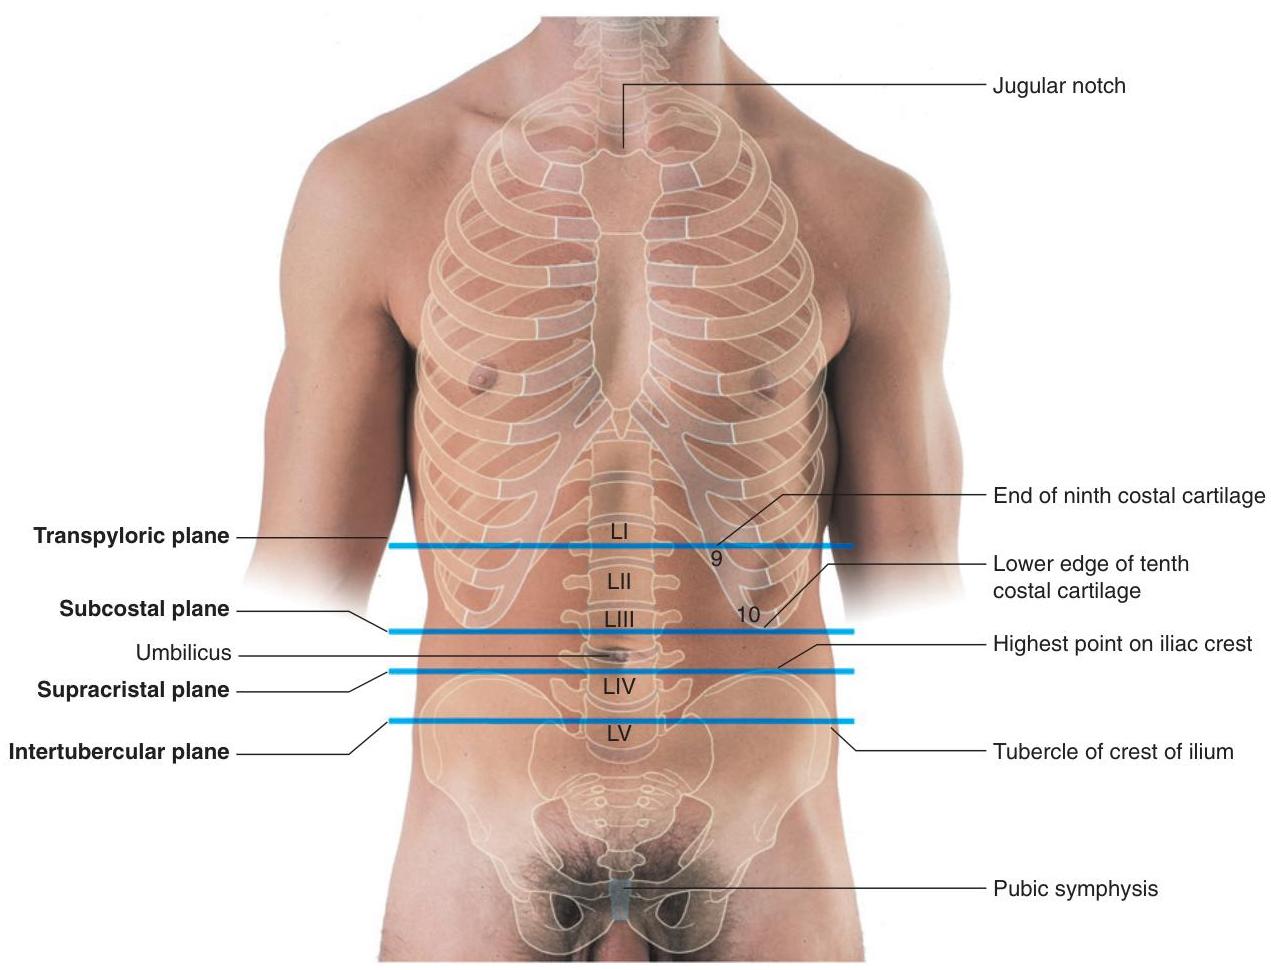 Jugular notch
End of ninth costal cartilage
LI
Transpyloric plane
9
Lower edge of tenth
costal cartilage
LII
Subcostal plane
10
LIII
Highest point on iliac crest
Umbilicus
Supracristal plane
LIV
LV
Intertubercular plane
Tubercle of crest of ilium
Pubic symphysis